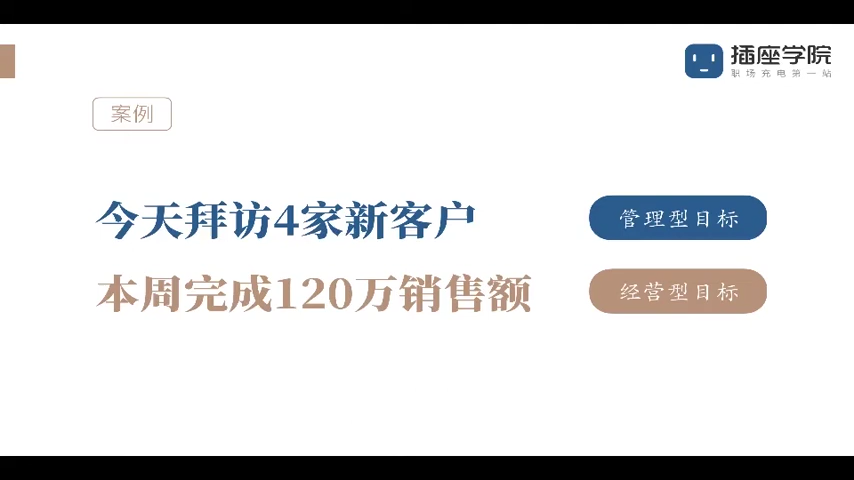 插座学院
职场充电第一站
案例
今天拜访4家新客户
管理型目标
本周完成120万销售额
经营型目标